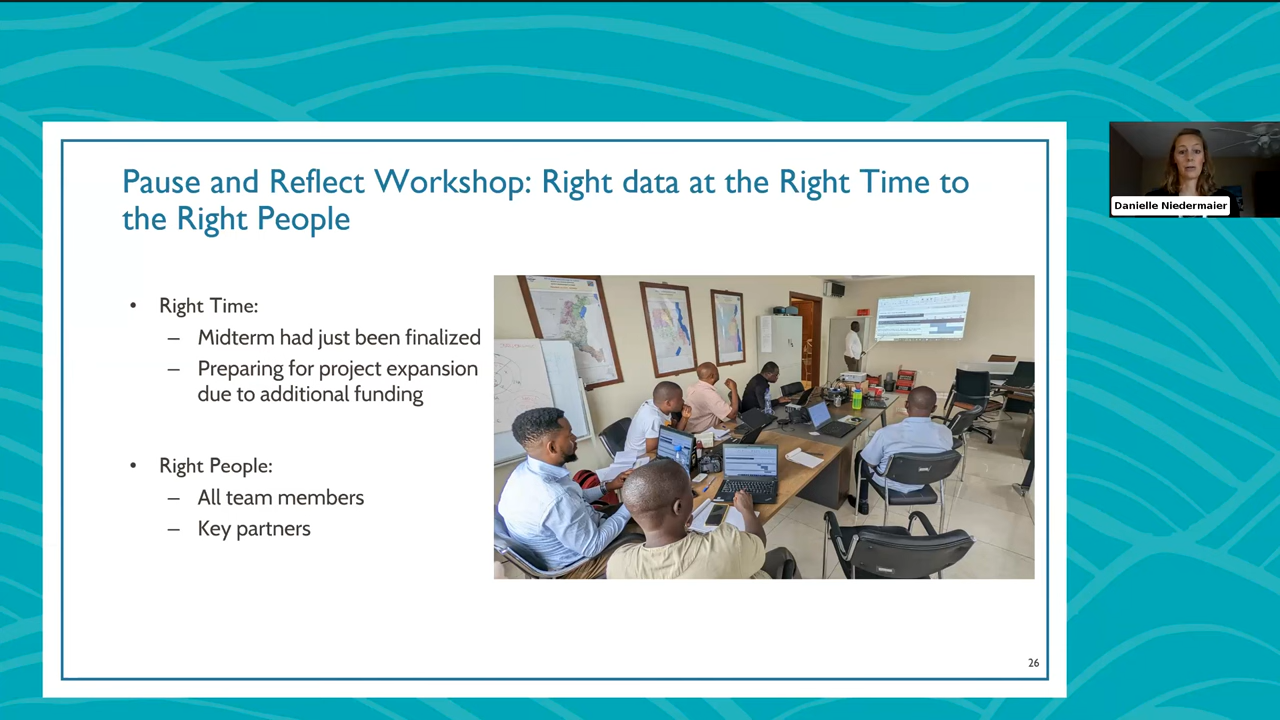 Pause and Reflect Workshop: Right data at the Right Time to
the Right People
• Right Time:
– Midterm had just been finalized
– Preparing for project expansion
due to additional funding
• Right People:
– All team members
– Key partners
26
Danielle Niedermaier